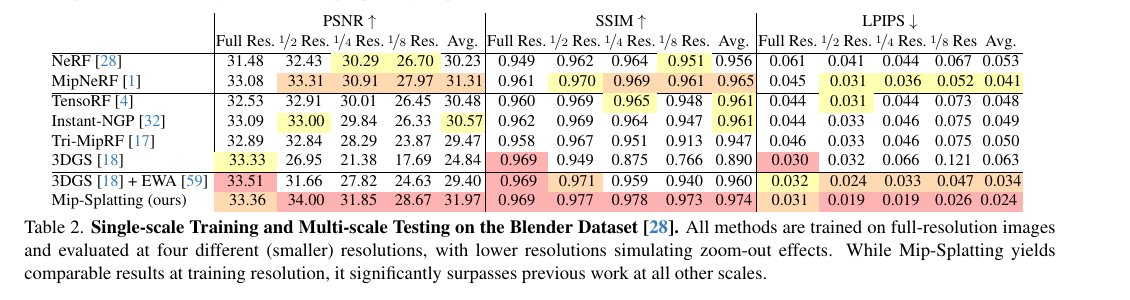 PSNR ↑ SSIM ↑ LPIPS ↓
Full Res. 1/2 Res. 1/4 Res. 1/8 Res. Avg. Full Res. 1/2 Res. 1/4 Res. 1/8 Res. Avg. Full Res. 1/2 Res. 1/4 Res. 1/8 Res Avg.
NeRF [28] 31.48 32.43 30.29 26.70 30.23 0.949 0.962 0.964 0.951 0.956 0.061 0.041 0.044 0.067 0.053
MipNeRF [1] 33.08 33.31 30.91 27.97 31.31 0.961 0.970 0.969 0.961 0.965 0.045 0.031 0.036 0.052 0.041
TensoRF [4] 32.53 32.91 30.01 26.45 30.48 0.960 0.969 0.965 0.948 0.961 0.044 0.031 0.044 0.073 0.048
Instant-NGP [32] 33.09 33.00 29.84 26.33 30.57 0.962 0.969 0.964 0.947 0.961 0.044 0.033 0.046 0.075 0.049
Tri-MipRF [17] 32.89 32.84 28.29 23.87 29.47 0.958 0.967 0.951 0.913 0.947 0.046 0.033 0.046 0.075 0.050
3DGS [18] 33.33 26.95 21.38 17.69 24.84 0.969 0.949 0.875 0.766 0.890 0.030 0.032 0.066 0.121 0.063
3DGS [18] + EWA [59] 33.51 31.66 27.82 24.63 29.40 0.969 0.971 0.959 0.940 0.960 0.032 0.024 0.033 0.047 0.034
Mip-Splatting (ours) 33.36 34.00 31.85 28.67 31.97 0.969 0.977 0.978 0.973 0.974 0.031 0.019 0.019 0.026 0.024
Table 2. Single-scale Training and Multi-scale Testing on the Blender Dataset [28]. All methods are trained on full-resolution images
and evaluated at four different (smaller) resolutions, with lower resolutions simulating zoom-out effects. While Mip-Splatting yields
comparable results at training resolution, it significantly surpasses previous work at all other scales.